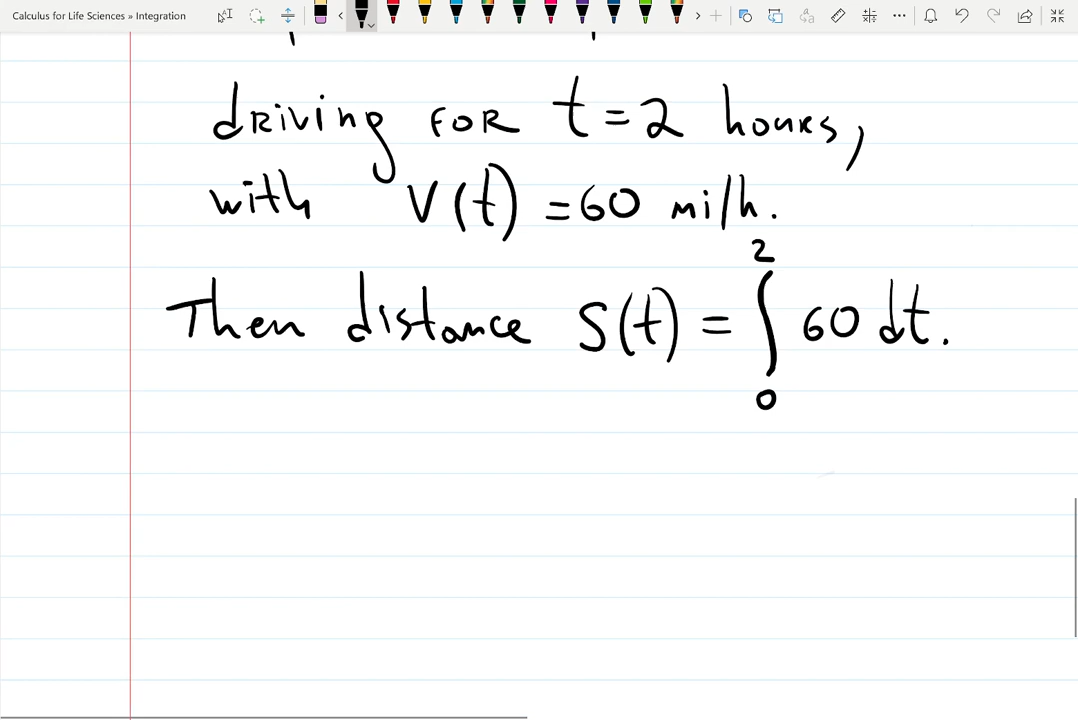 Calculus for Life Sciences » Integration
driving for t = 2 hours,
with V(t) = 60 mi/h.
Then distance S(t) = ∫₀² 60 dt.